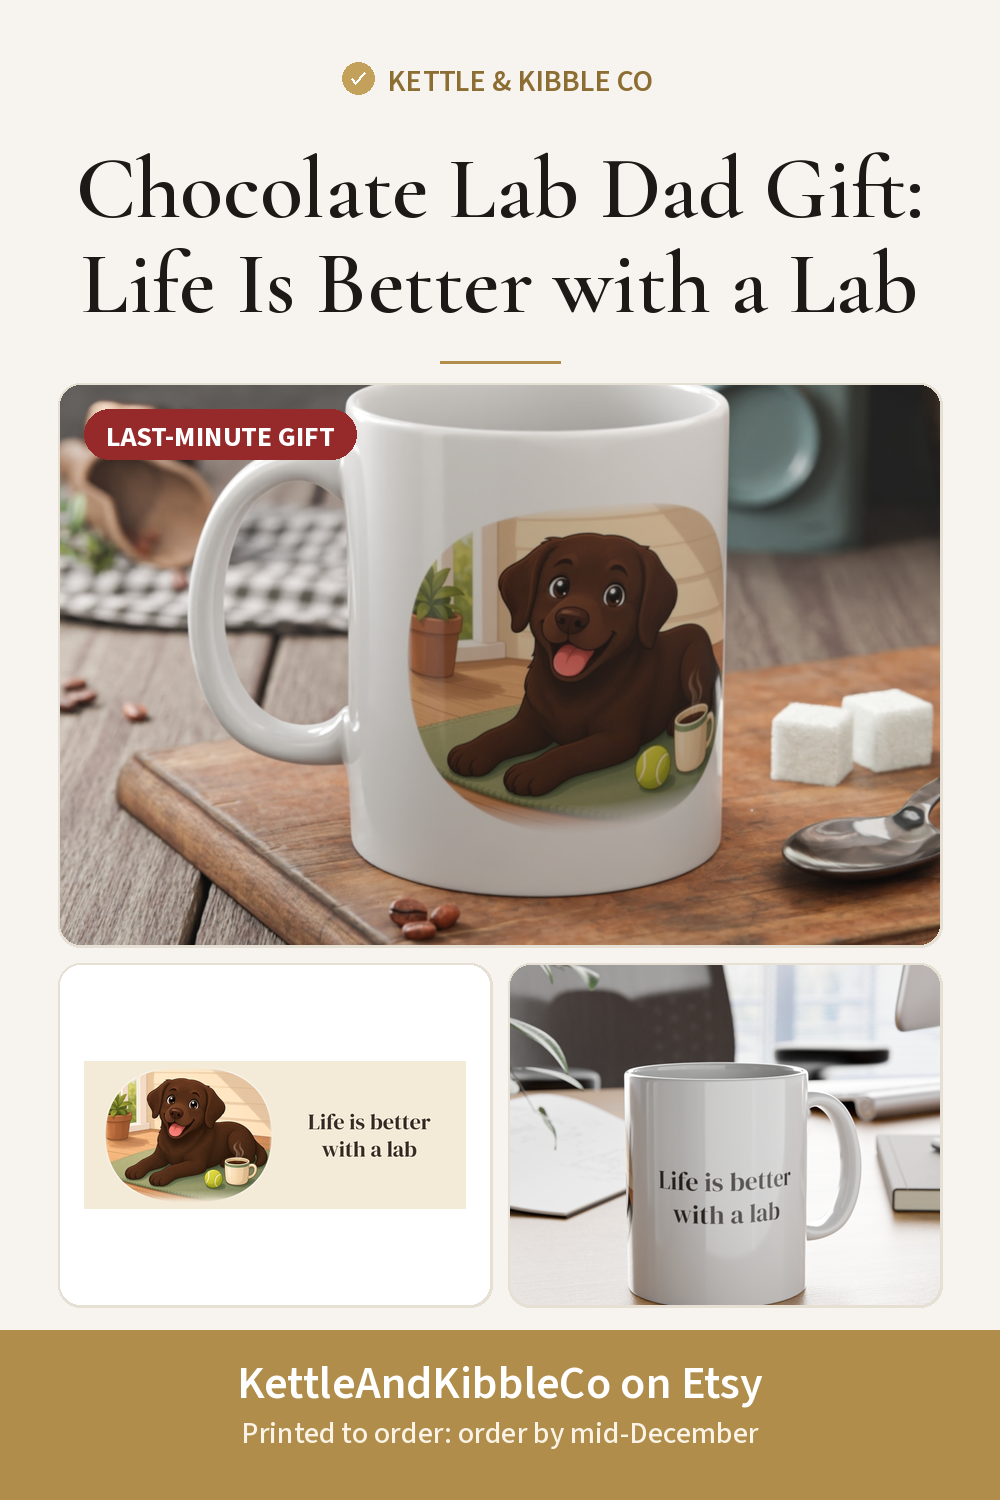 KETTLE & KIBBLE CO
Chocolate Lab Dad Gift:
Life Is Better with a Lab
LAST-MINUTE GIFT
Life is better
with a lab
Life is better
with a lab
KettleAndKibbleCo on Etsy
Printed to order: order by mid-December